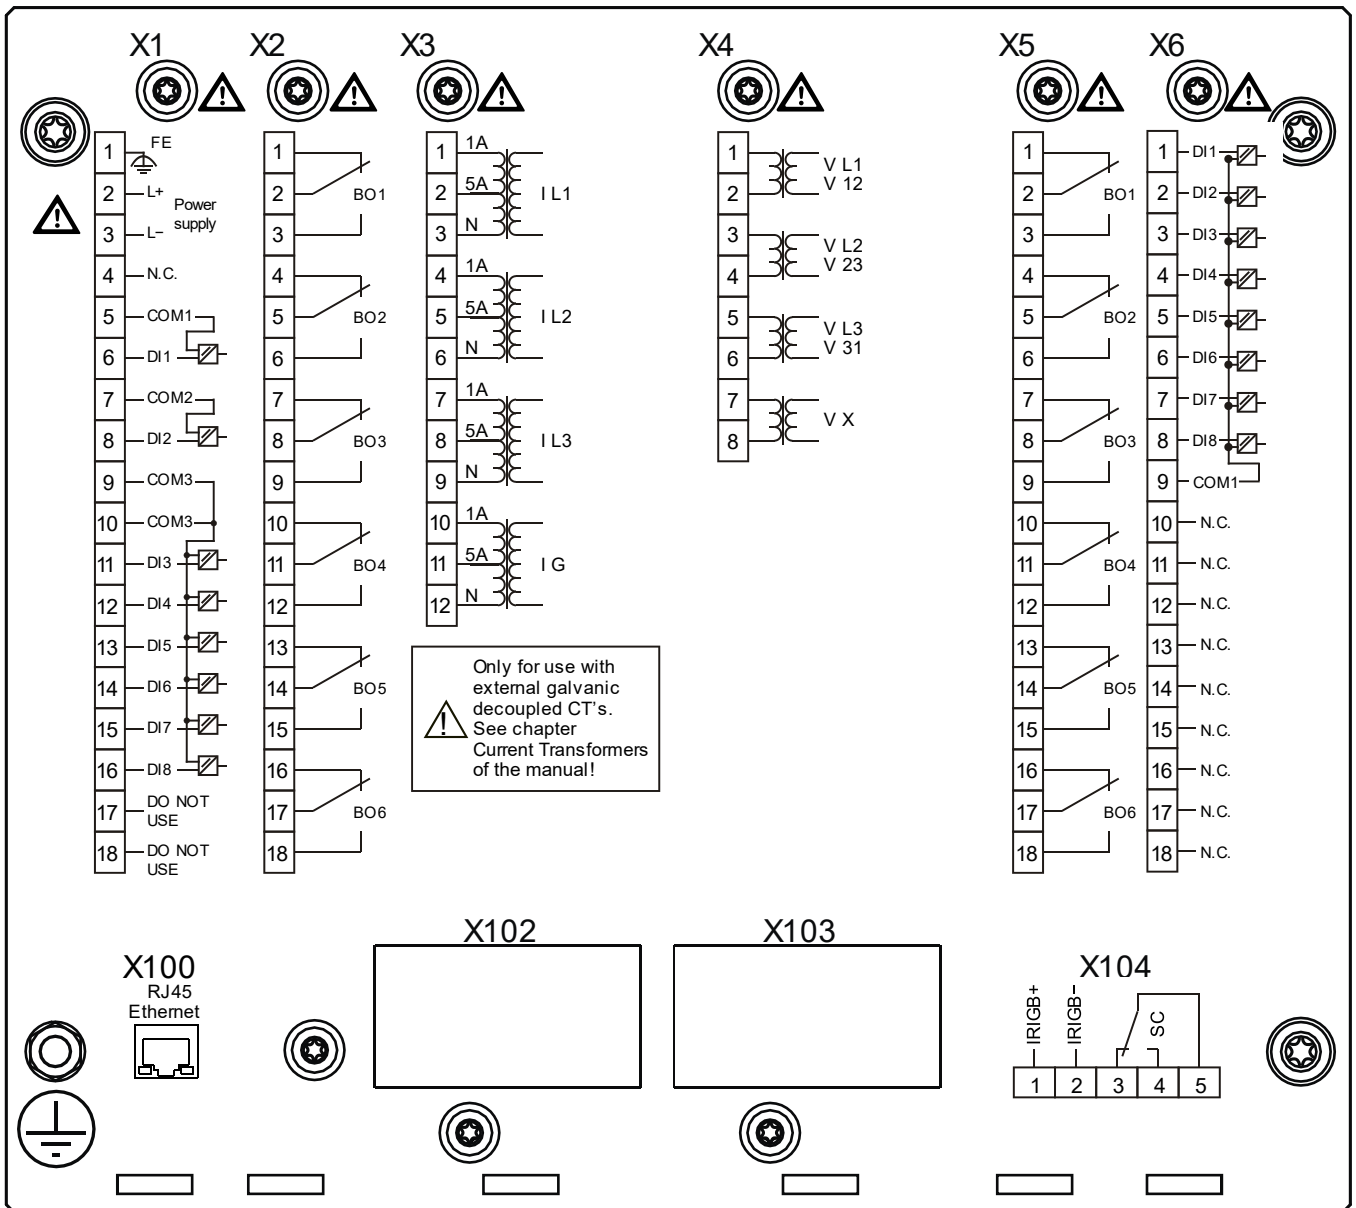 X1
X2
X3
X4
X5
X6
1 FE
2 L+
Power
supply
3 L–
4 N.C.
5 COM1
6 DI1
7 COM2
8 DI2
9 COM3
10 COM3
11 DI3
12 DI4
13 DI5
14 DI6
15 DI7
16 DI8
17 DO NOT
USE
18 DO NOT
USE
1
2 BO1
3
4
5 BO2
6
7
8 BO3
9
10
11 BO4
12
13
14 BO5
15
16
17 BO6
18
1 1A
2 5A I L1
3 N
4 1A
5 5A I L2
6 N
7 1A
8 5A I L3
9 N
10 1A
11 5A I G
12 N
Only for use with
external galvanic
decoupled CT's.
See chapter
Current Transformers
of the manual!
1 V L1
2 V 12
3 V L2
4 V 23
5 V L3
6 V 31
7 V X
8
1
2 BO1
3
4
5 BO2
6
7
8 BO3
9
10
11 BO4
12
13
14 BO5
15
16
17 BO6
18
1 DI1
2 DI2
3 DI3
4 DI4
5 DI5
6 DI6
7 DI7
8 DI8
9 COM1
10 N.C.
11 N.C.
12 N.C.
13 N.C.
14 N.C.
15 N.C.
16 N.C.
17 N.C.
18 N.C.
X100
RJ45
Ethernet
X102
X103
X104
IRIGB+
IRIGB-
SC
1 2 3 4 5